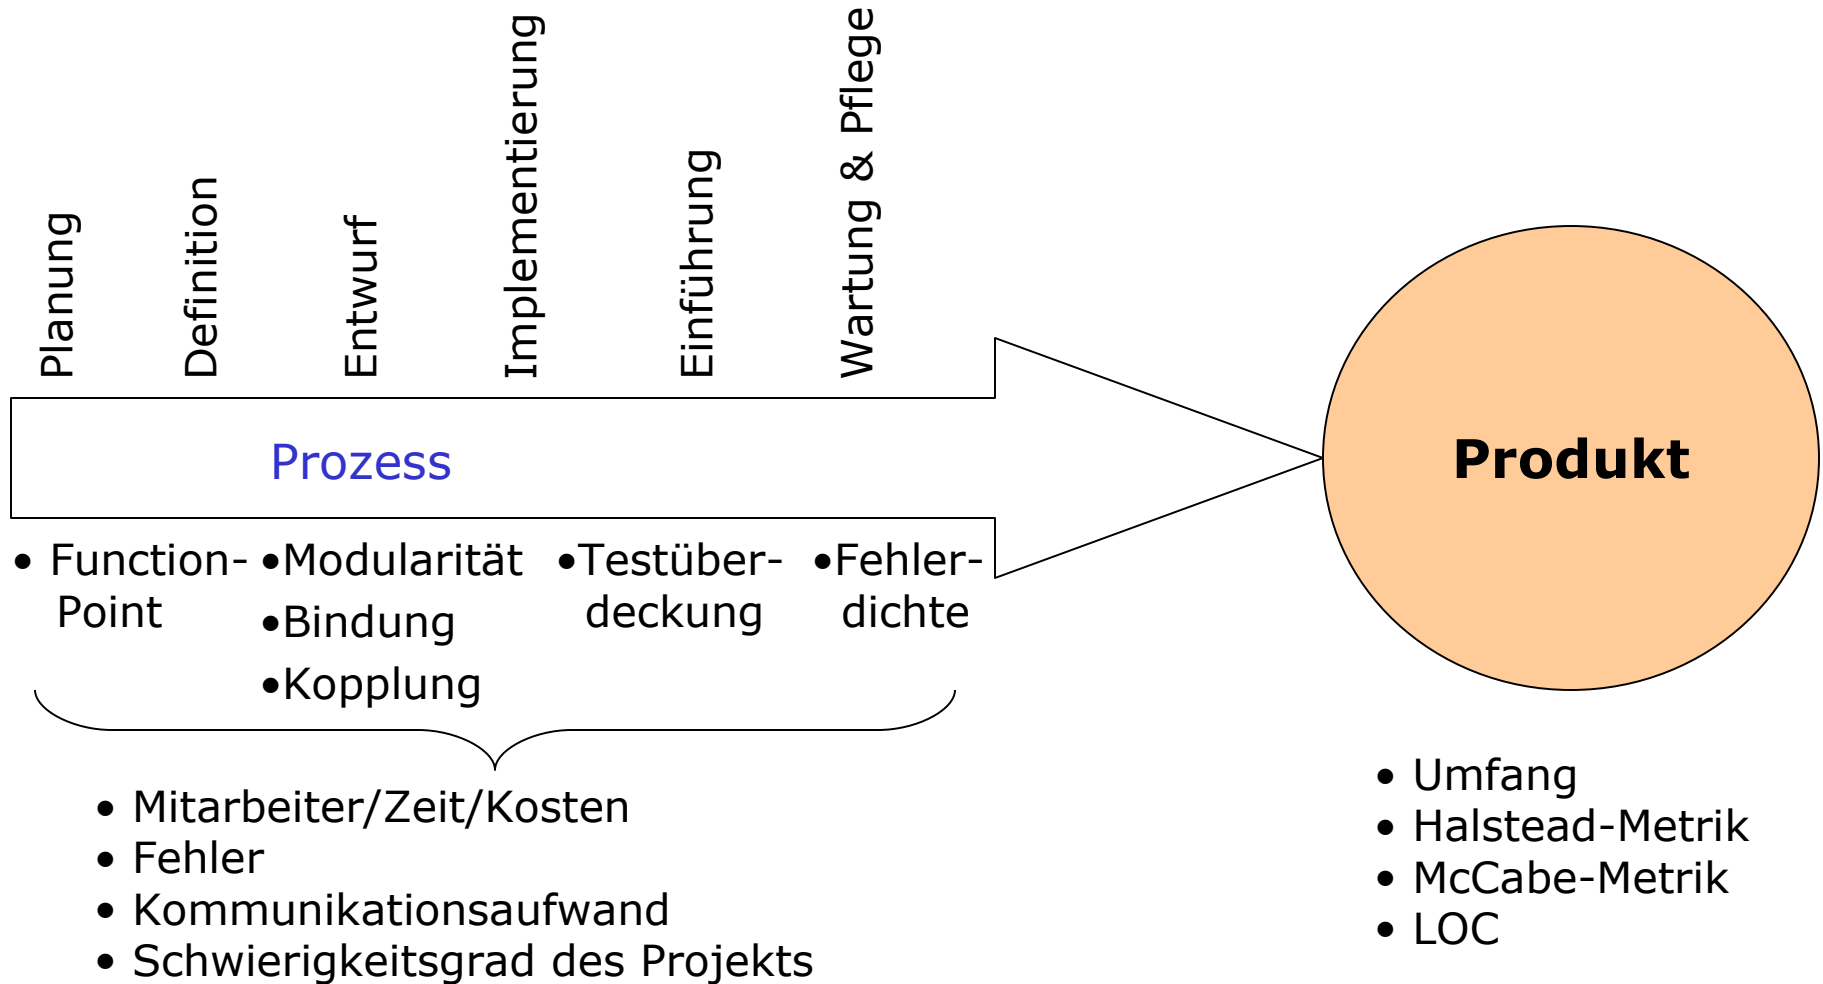 Planung
Definition
Entwurf
Implementierung
Einführung
Wartung & Pflege
Prozess
Produkt
• Function-
Point
•Modularität
•Bindung
•Kopplung
•Testüber-
deckung
•Fehler-
dichte
• Mitarbeiter/Zeit/Kosten
• Fehler
• Kommunikationsaufwand
• Schwierigkeitsgrad des Projekts
• Umfang
• Halstead-Metrik
• McCabe-Metrik
• LOC